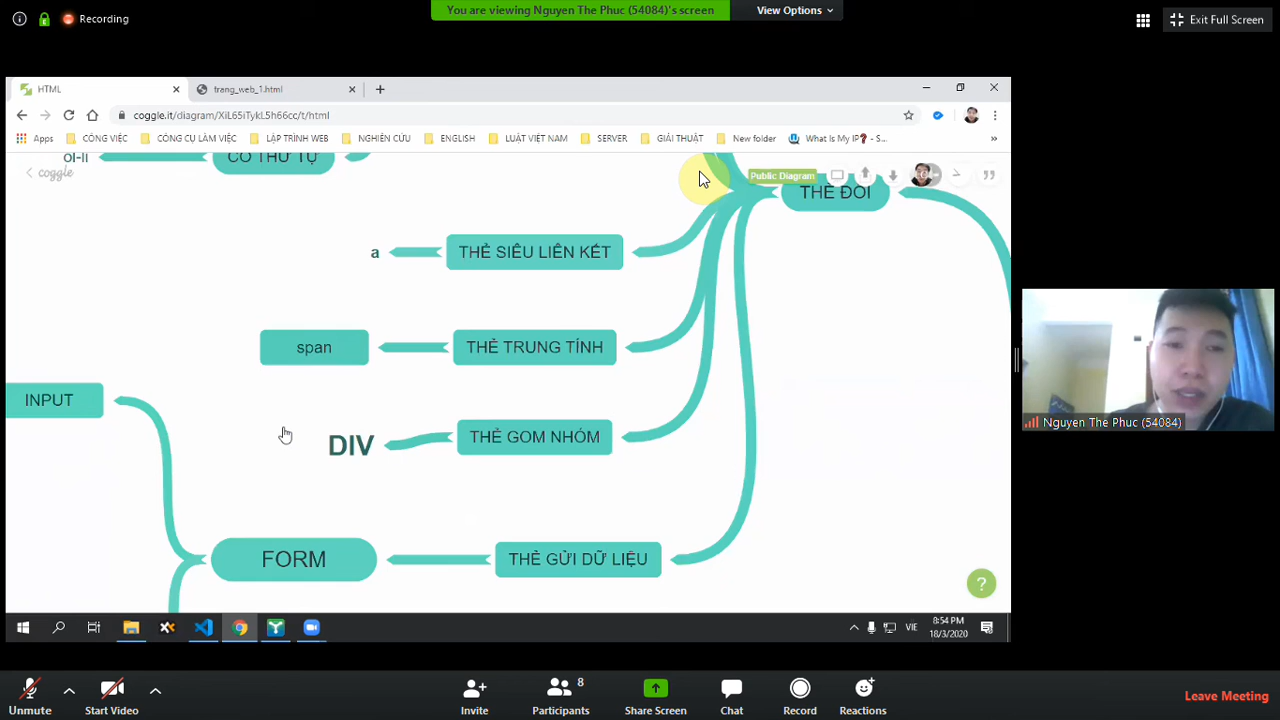 You are viewing Nguyen The Phuc (54084)'s screen
View Options
Recording
Exit Full Screen
HTML
trang_web_1.html
coggle.it/diagram/XiL65iTykL5bS6cc/t/html
Apps
CÔNG VIỆC
CÔNG CỤ LÀM VIỆC
LẬP TRÌNH WEB
NGHIÊN CỨU
ENGLISH
LUẬT VIỆT NAM
SERVER
GIẢI THUẬT
New folder
What Is My IP? - S...
ol-li
CÓ THỨ TỰ
coggle
Public Diagram
THẺ ĐÔI
a
THẺ SIÊU LIÊN KẾT
span
THẺ TRUNG TÍNH
INPUT
DIV
THẺ GOM NHÓM
FORM
THẺ GỬI DỮ LIỆU
?
Nguyen The Phuc (54084)
VIE
8:54 PM
18/3/2020
Unmute
Start Video
Invite
8
Participants
Share Screen
Chat
Record
Reactions
Leave Meeting